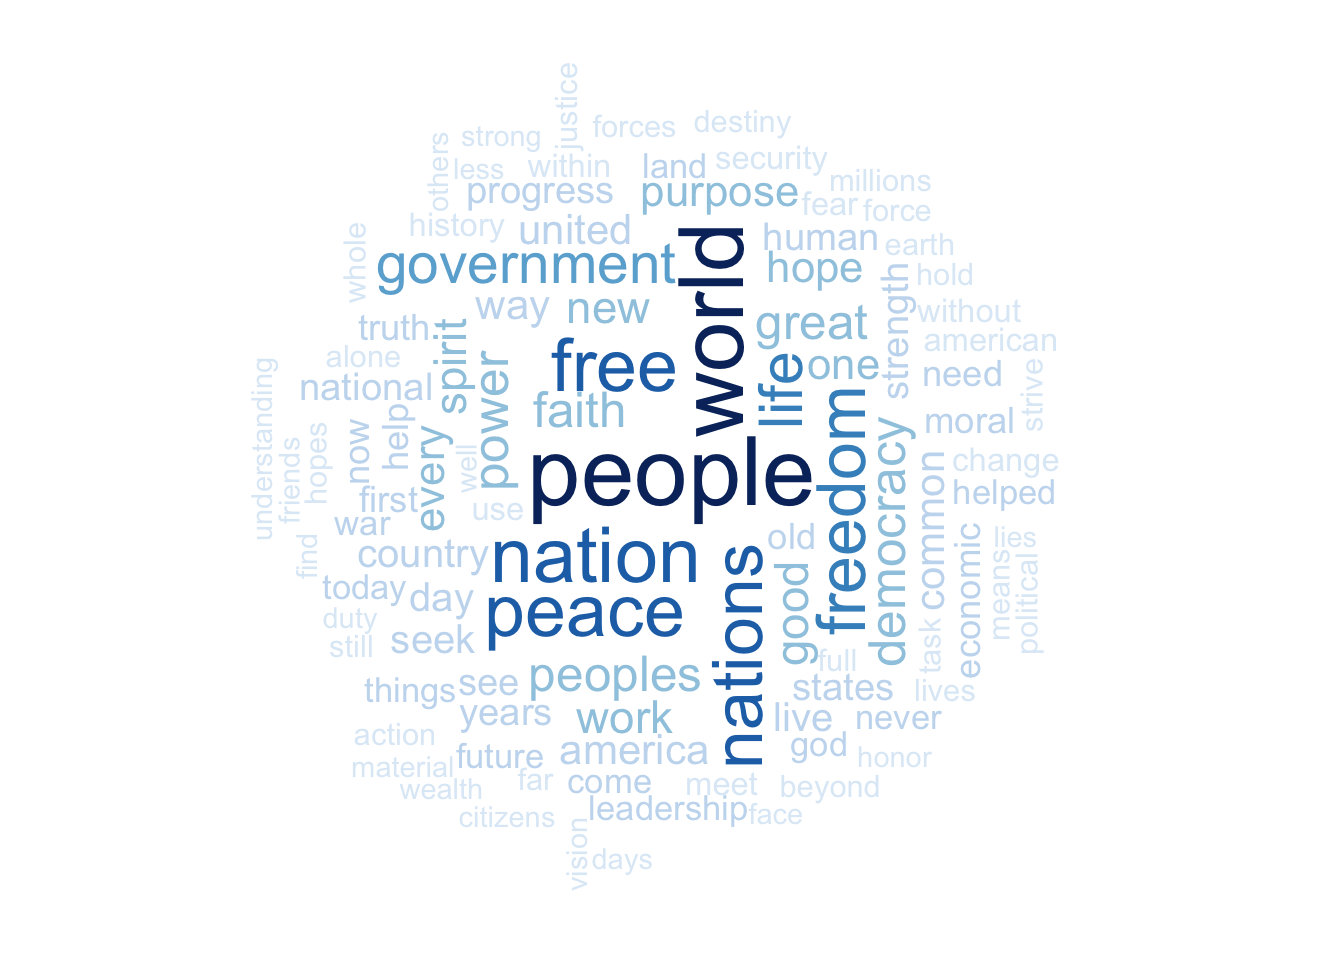 justice
forces
destiny
strong
others
less
within
land
security
millions
progress
purpose
fear
force
history
united
world
human
earth
whole
government
hope
strength
hold
way
new
great
without
truth
spirit
free
life
one
american
alone
power
need
strive
understanding
national
faith
freedom
moral
friends
hopes
now
help
every
well
people
democracy
common
change
first
use
helped
war
nation
nations
old
economic
lies
find
country
peace
good
means
political
today
day
duty
still
seek
full
task
things
see
peoples
states
lives
years
work
live
never
action
america
god
honor
material
future
wealth
far
come
meet
beyond
citizens
leadership
face
vision
days